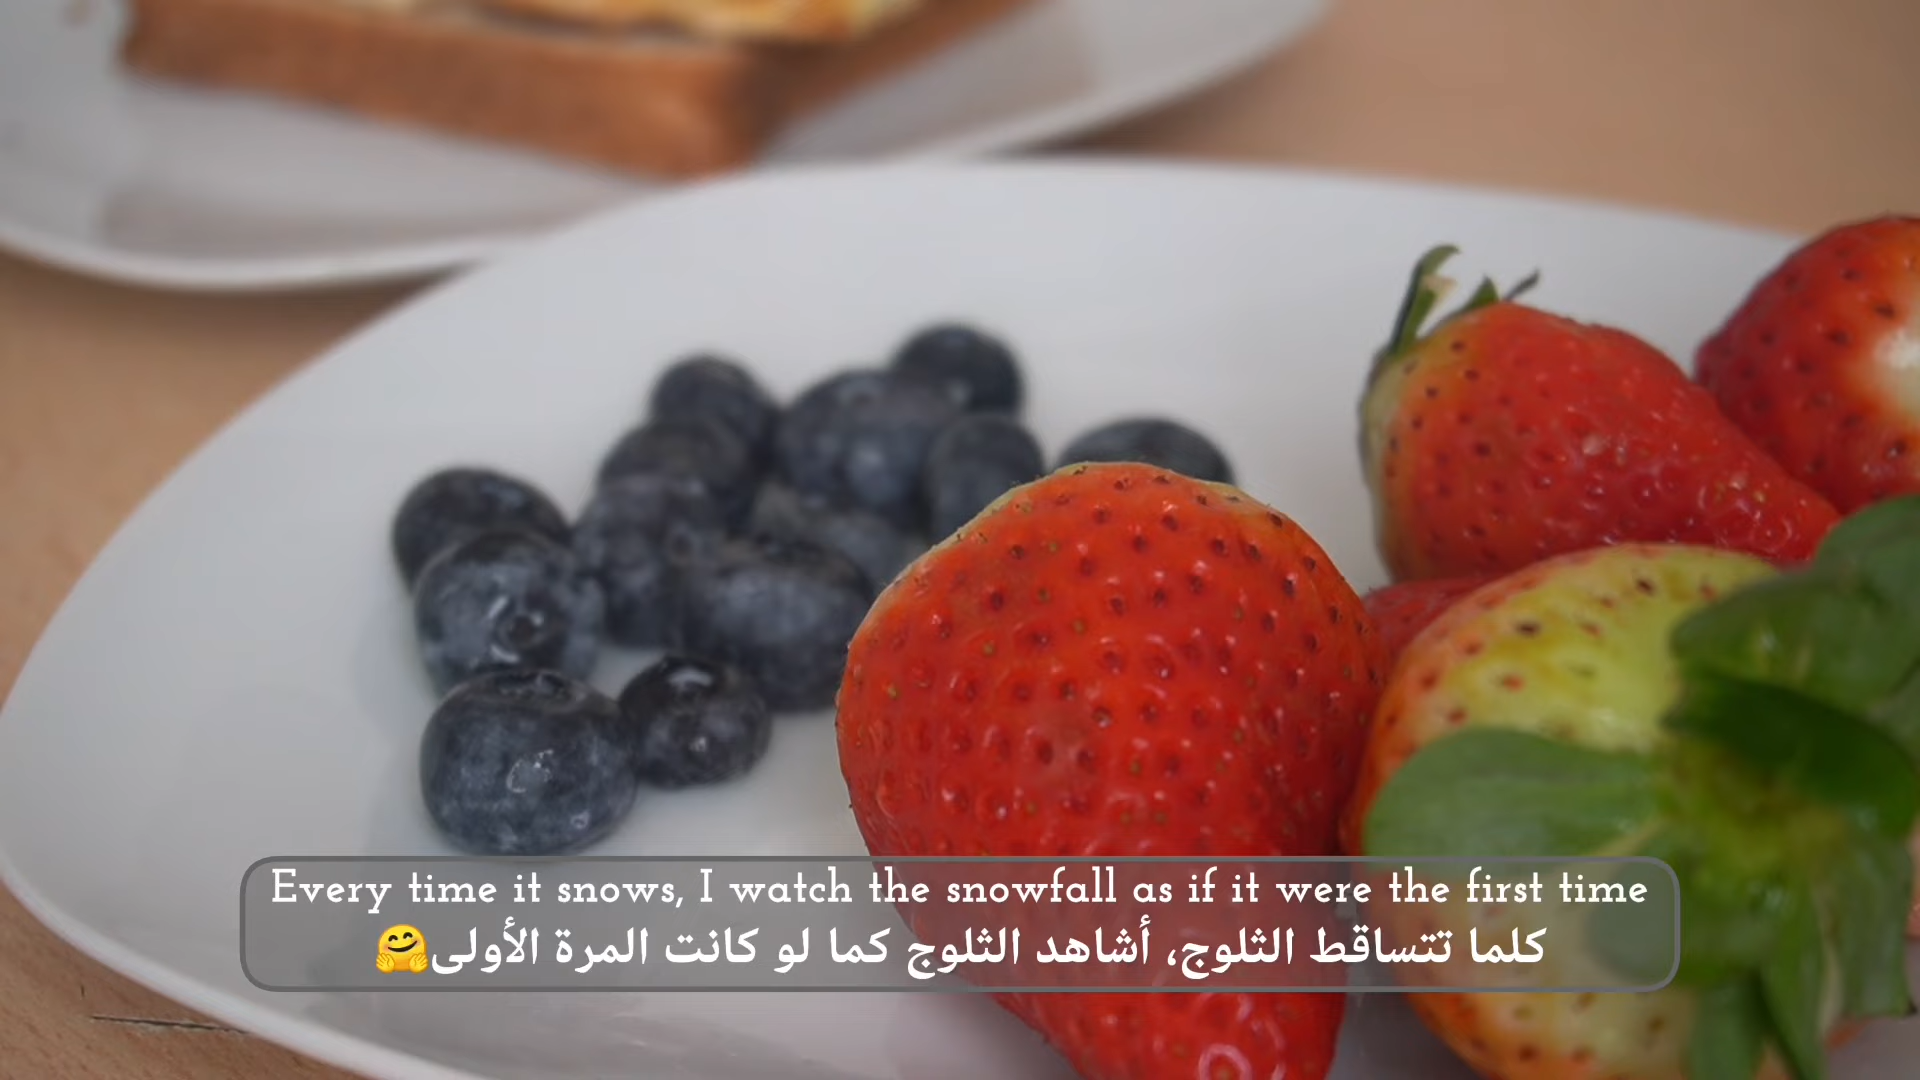 Every time it snows, I watch the snowfall as if it were the first time
كلما تتساقط الثلوج، أشاهد الثلوج كما لو كانت المرة الأولى🤗